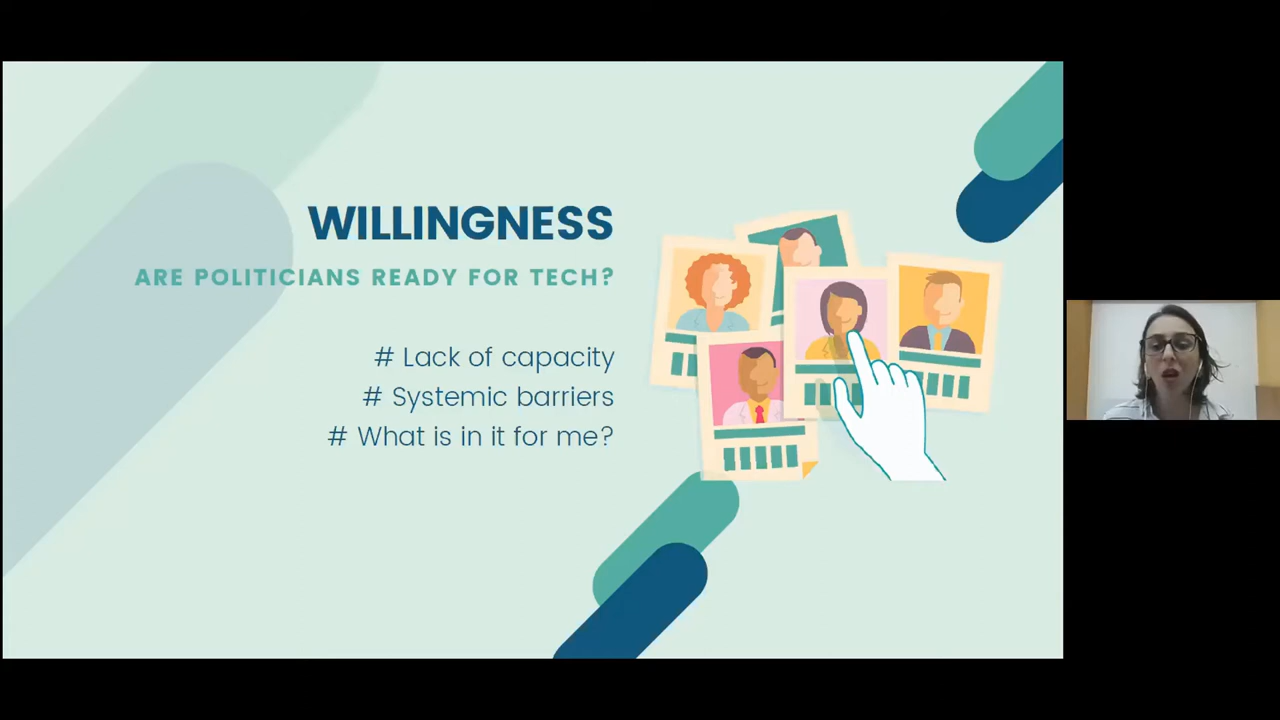 WILLINGNESS
ARE POLITICIANS READY FOR TECH?
# Lack of capacity
# Systemic barriers
# What is in it for me?